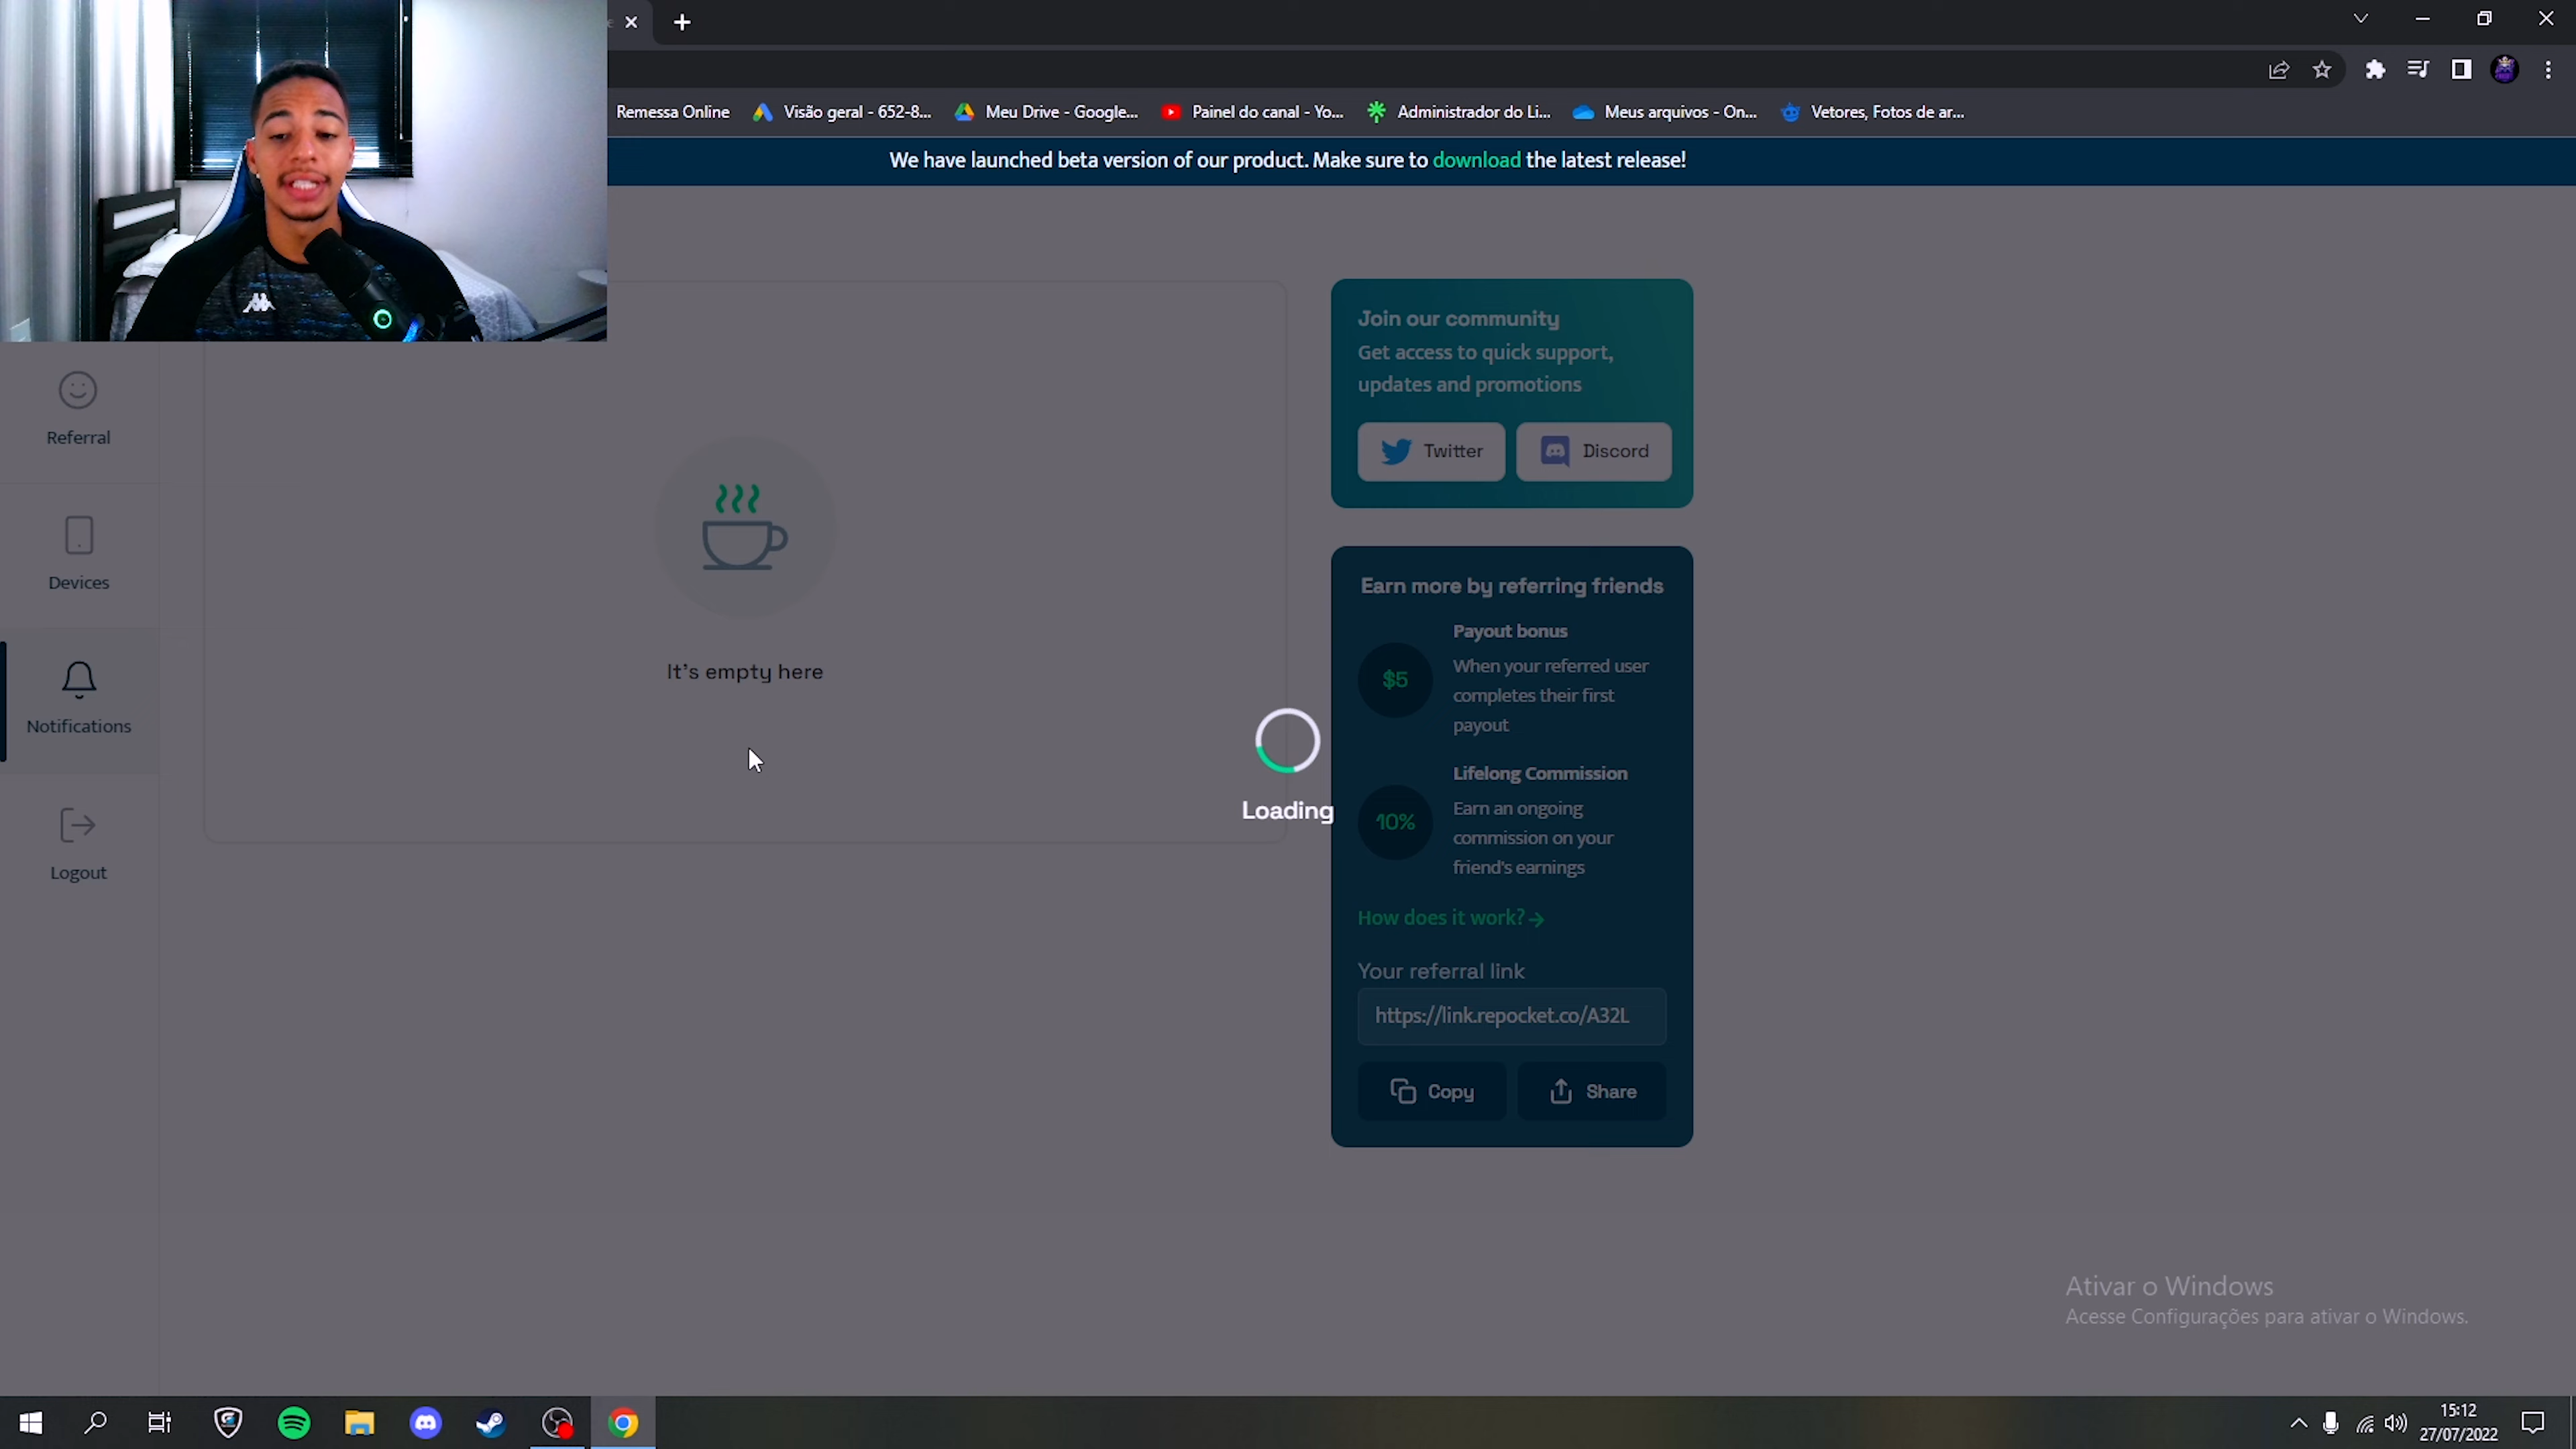 Remessa Online
Visão geral - 652-8...
Meu Drive - Google...
Painel do canal - Yo...
Administrador do Li...
Meus arquivos - On...
Vetores, Fotos de ar...
We have launched beta version of our product. Make sure to download the latest release!
Referral
Devices
Notifications
Logout
It's empty here
Loading
Join our community
Get access to quick support,
updates and promotions
Twitter
Discord
Earn more by referring friends
$5
Payout bonus
When your referred user
completes their first
payout
10%
Lifelong Commission
Earn an ongoing
commission on your
friend's earnings
How does it work?
Your referral link
https://link.repocket.co/A32L
Copy
Share
Ativar o Windows
Acesse Configurações para ativar o Windows.
15:12
27/07/2022